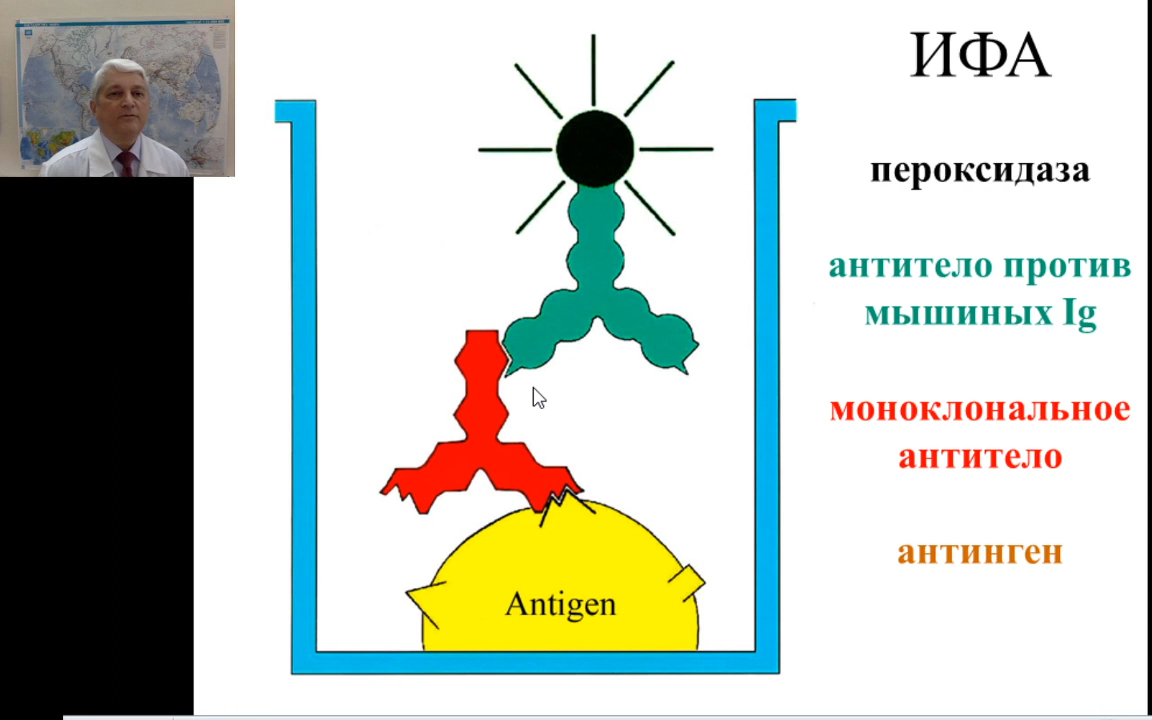 ИФА
пероксидаза
антитело против
мышиных Ig
моноклональное
антитело
антинген
Antigen